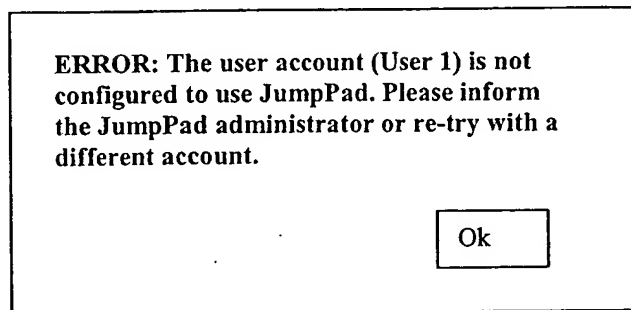 ERROR: The user account (User 1) is not
configured to use JumpPad. Please inform
the JumpPad administrator or re-try with a
different account.
Ok